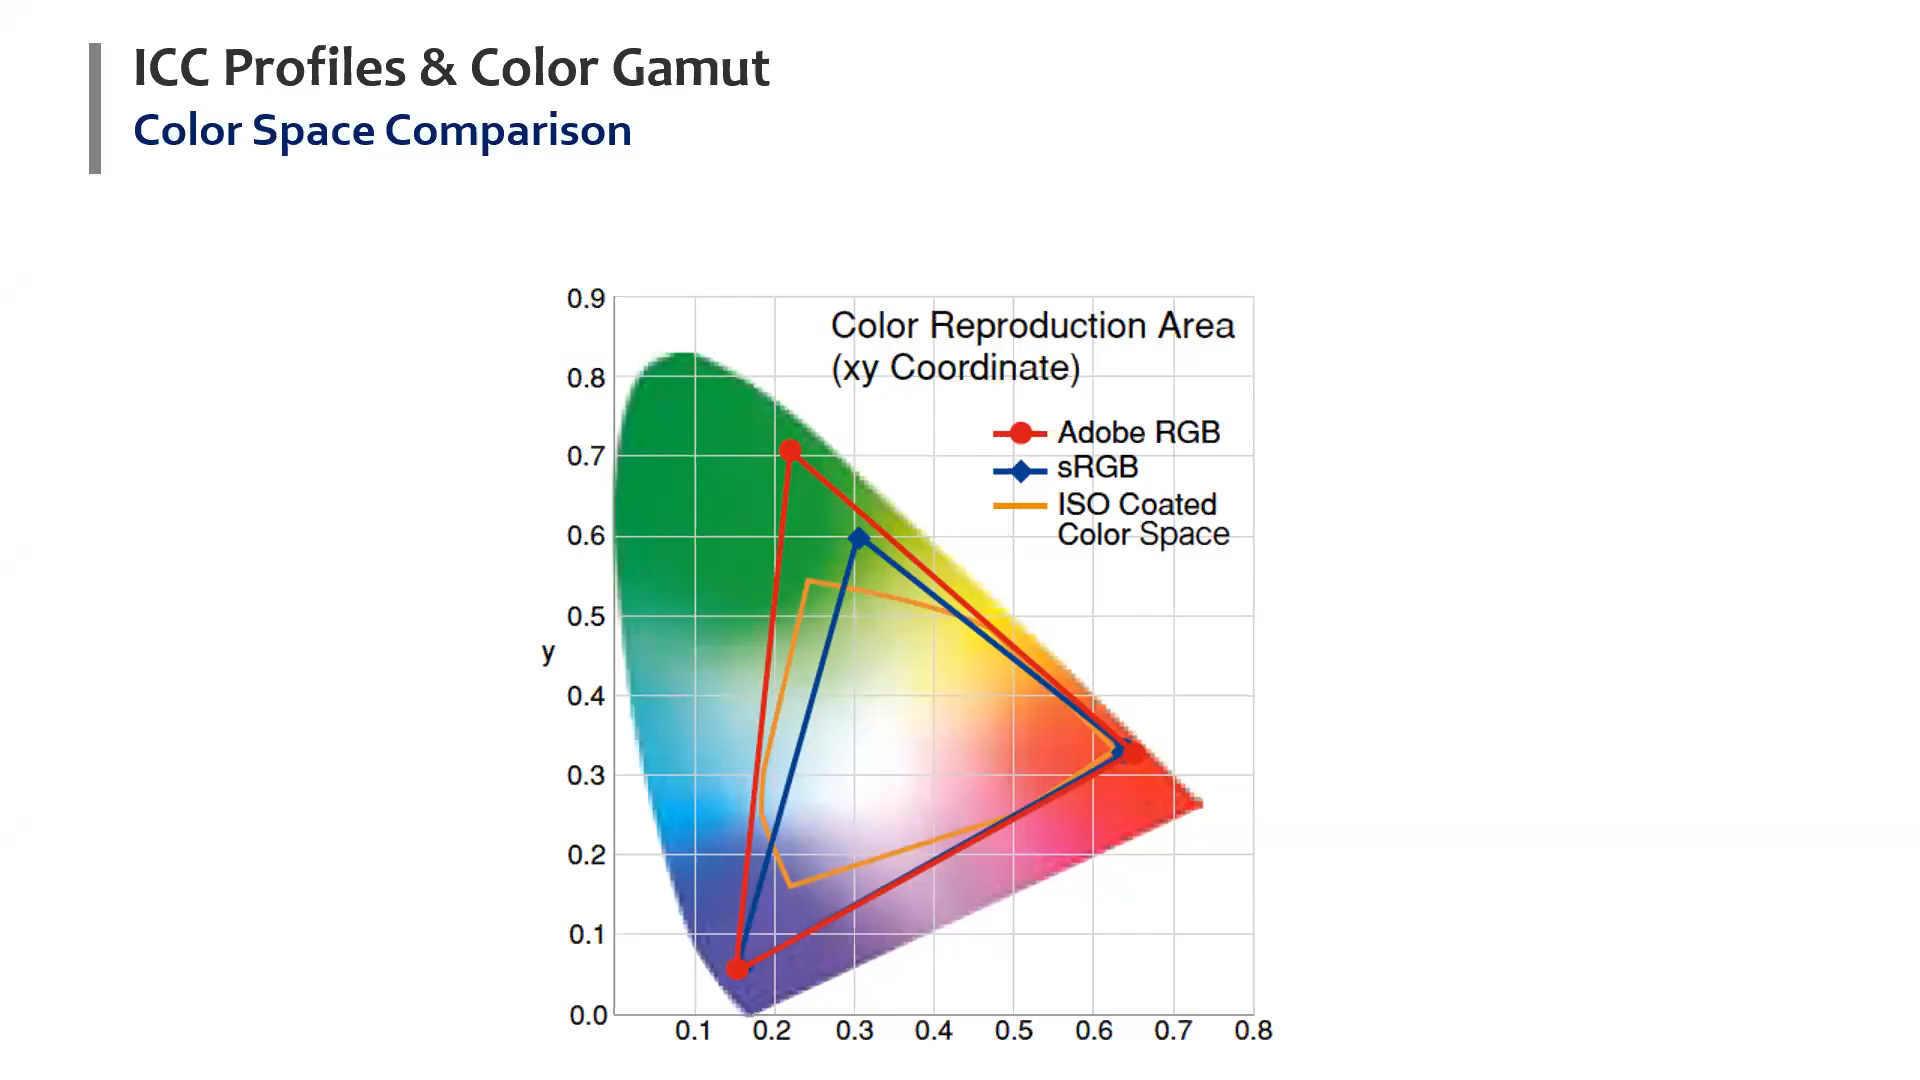 ICC Profiles & Color Gamut
Color Space Comparison
Color Reproduction Area
(xy Coordinate)
Adobe RGB
sRGB
ISO Coated
Color Space
y
0.9
0.8
0.7
0.6
0.5
0.4
0.3
0.2
0.1
0.0
0.1 0.2 0.3 0.4 0.5 0.6 0.7 0.8